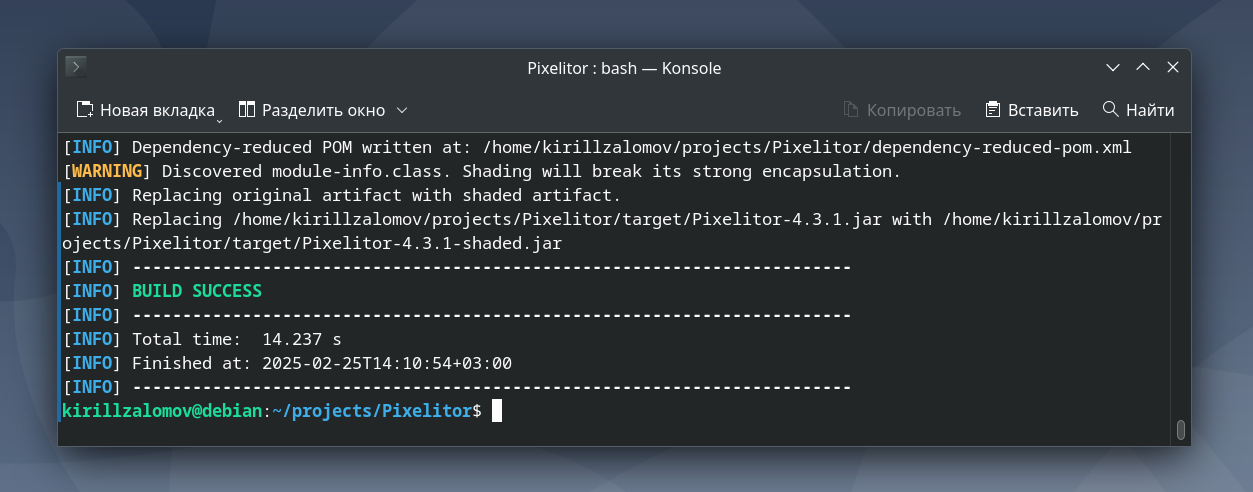 Pixelitor : bash — Konsole
Новая вкладка Разделить окно Копировать Вставить Найти
[INFO] Dependency-reduced POM written at: /home/kirillzalomov/projects/Pixelitor/dependency-reduced-pom.xml
[WARNING] Discovered module-info.class. Shading will break its strong encapsulation.
[INFO] Replacing original artifact with shaded artifact.
[INFO] Replacing /home/kirillzalomov/projects/Pixelitor/target/Pixelitor-4.3.1.jar with /home/kirillzalomov/pr
ojects/Pixelitor/target/Pixelitor-4.3.1-shaded.jar
[INFO] ------------------------------------------------------------------------
[INFO] BUILD SUCCESS
[INFO] ------------------------------------------------------------------------
[INFO] Total time:  14.237 s
[INFO] Finished at: 2025-02-25T14:10:54+03:00
[INFO] ------------------------------------------------------------------------
kirillzalomov@debian:~/projects/Pixelitor$